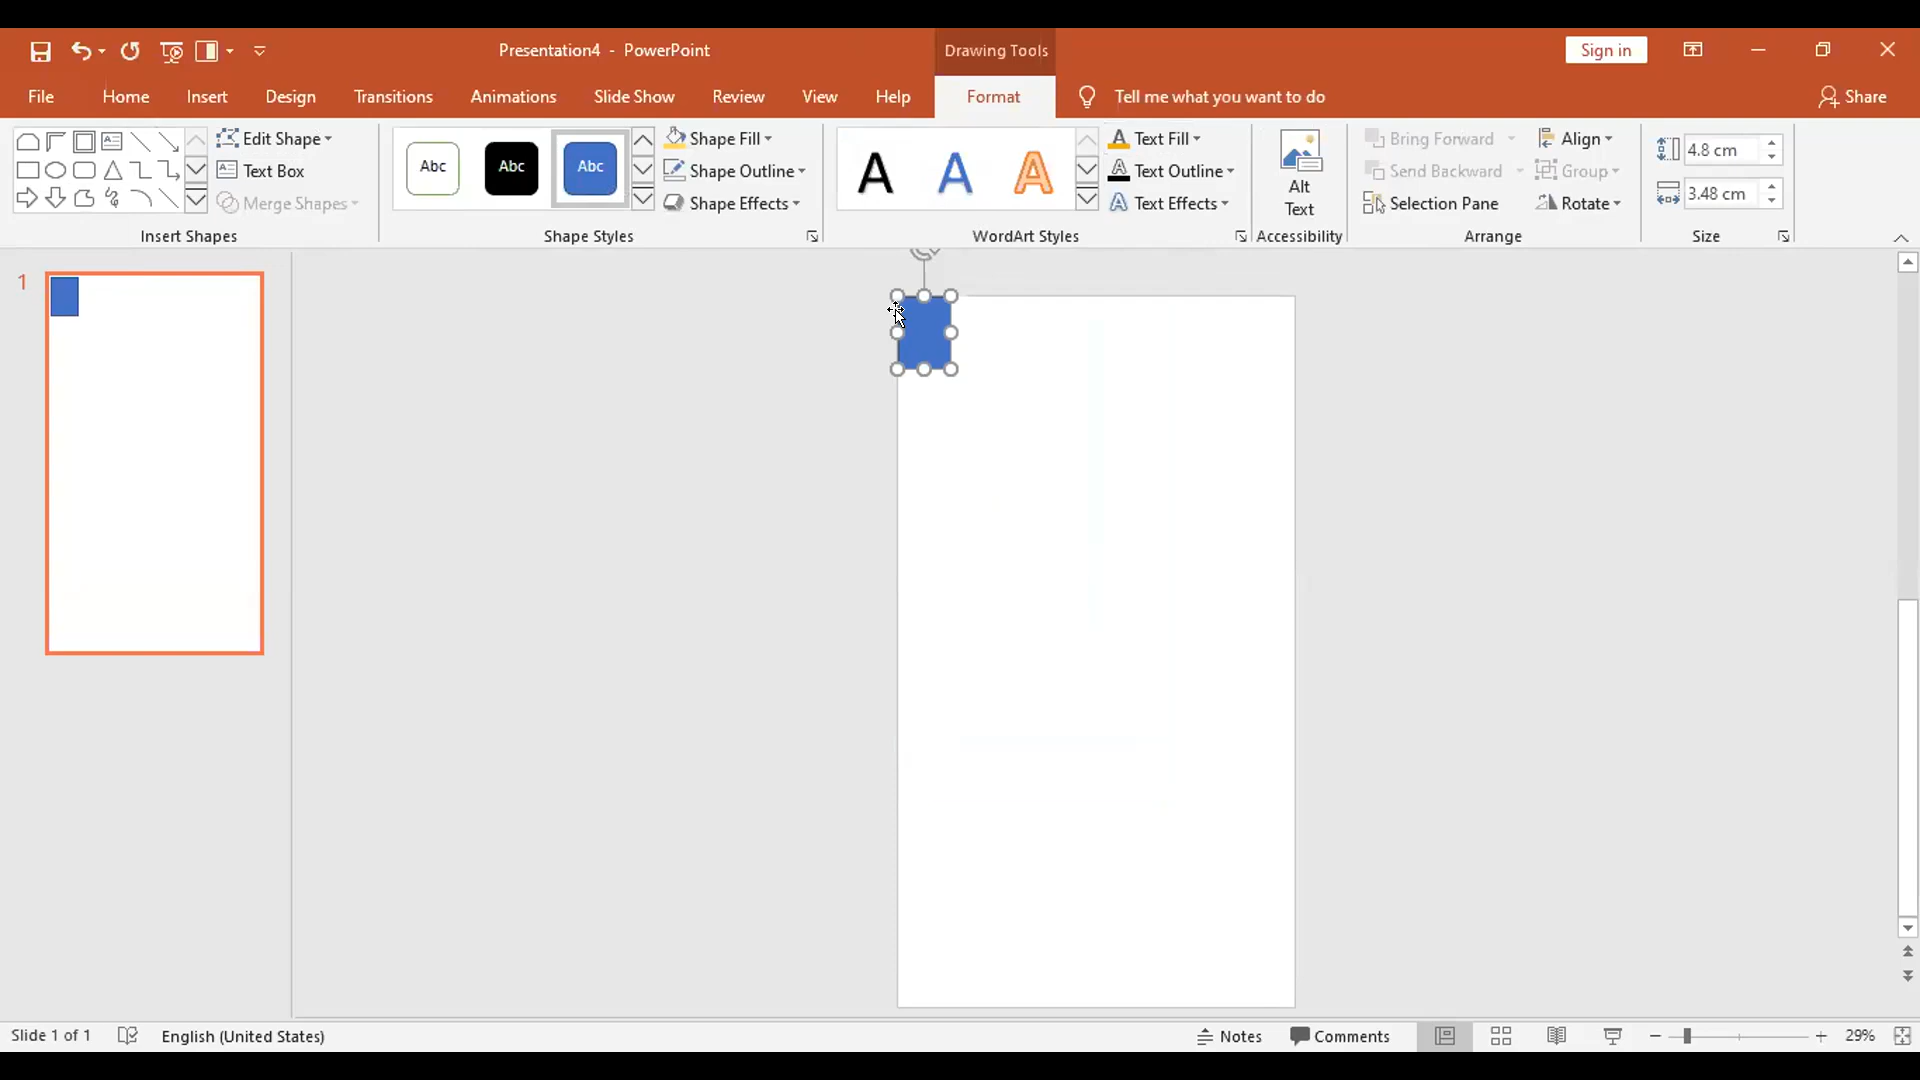 Presentation4 - PowerPoint
Drawing Tools
Sign in
File
Home
Insert
Design
Transitions
Animations
Slide Show
Review
View
Help
Format
Tell me what you want to do
Share
Edit Shape
Text Box
Merge Shapes
Insert Shapes
Abc
Abc
Abc
Shape Fill
Shape Outline
Shape Effects
Shape Styles
A
A
A
Text Fill
Text Outline
Text Effects
WordArt Styles
Alt
Text
Accessibility
Bring Forward
Send Backward
Selection Pane
Align
Group
Rotate
Arrange
4.8 cm
3.48 cm
Size
1
Slide 1 of 1
English (United States)
Notes
Comments
29%